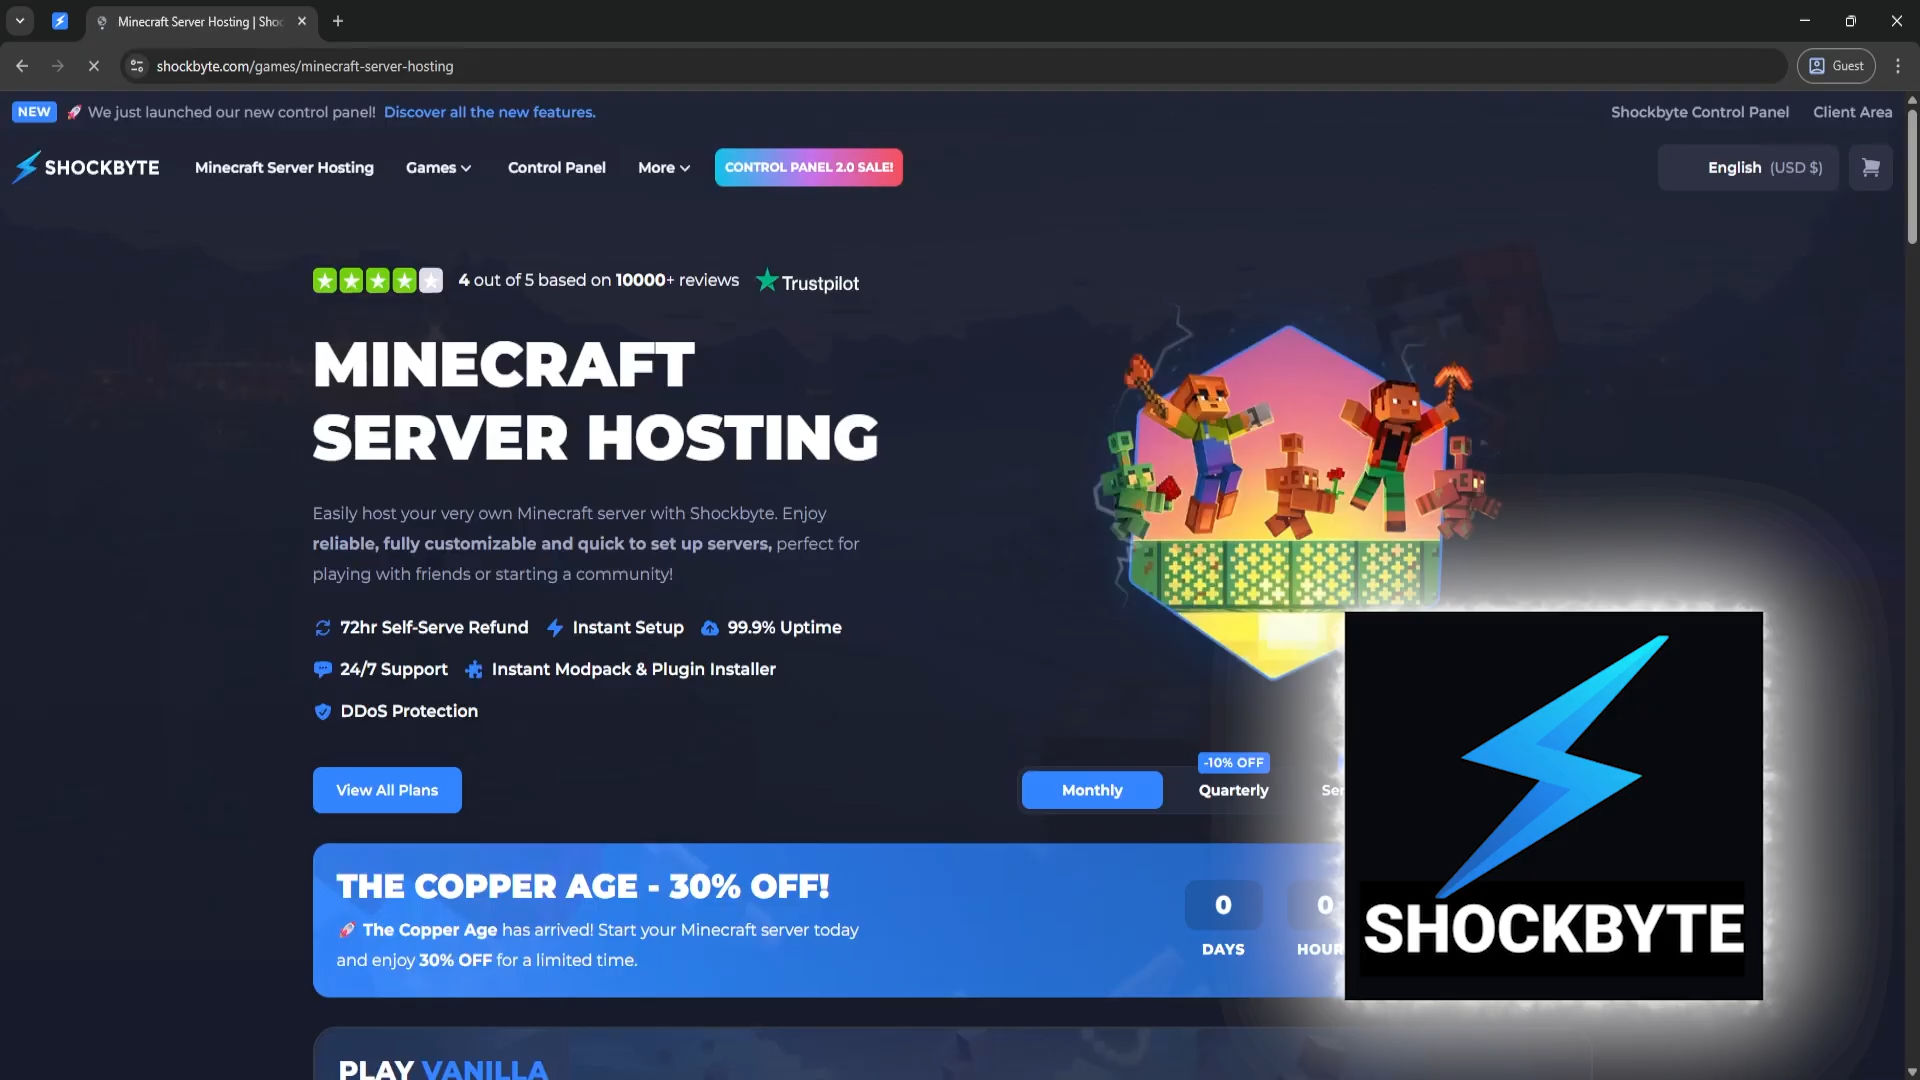 Minecraft Server Hosting | Shoc
shockbyte.com/games/minecraft-server-hosting
Guest
NEW 🚀 We just launched our new control panel! Discover all the new features.
Shockbyte Control Panel
Client Area
SHOCKBYTE
Minecraft Server Hosting
Games
Control Panel
More
CONTROL PANEL 2.0 SALE!
English (USD $)
4 out of 5 based on 10000+ reviews
Trustpilot
MINECRAFT
SERVER HOSTING
Easily host your very own Minecraft server with Shockbyte. Enjoy
reliable, fully customizable and quick to set up servers, perfect for
playing with friends or starting a community!
72hr Self-Serve Refund
Instant Setup
99.9% Uptime
24/7 Support
Instant Modpack & Plugin Installer
DDoS Protection
View All Plans
Monthly
-10% OFF
Quarterly
THE COPPER AGE - 30% OFF!
🚀 The Copper Age has arrived! Start your Minecraft server today
and enjoy 30% OFF for a limited time.
0
DAYS
0
HOUR
SHOCKBYTE
PLAY VANILLA